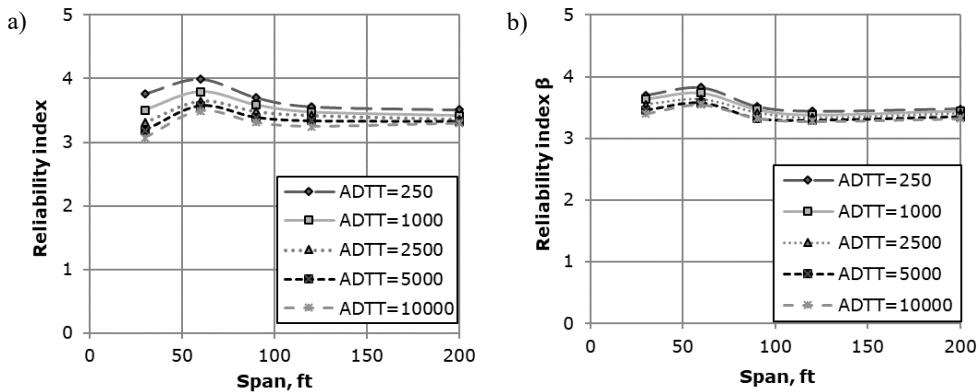 a)
5
4
3
2
1
0
Reliability index
ADTT=250
ADTT=1000
ADTT=2500
ADTT=5000
ADTT=10000
0
50
100
150
200
Span, ft
b)
5
4
3
2
1
0
Reliability index β
ADTT=250
ADTT=1000
ADTT=2500
ADTT=5000
ADTT=10000
0
50
100
150
200
Span, ft